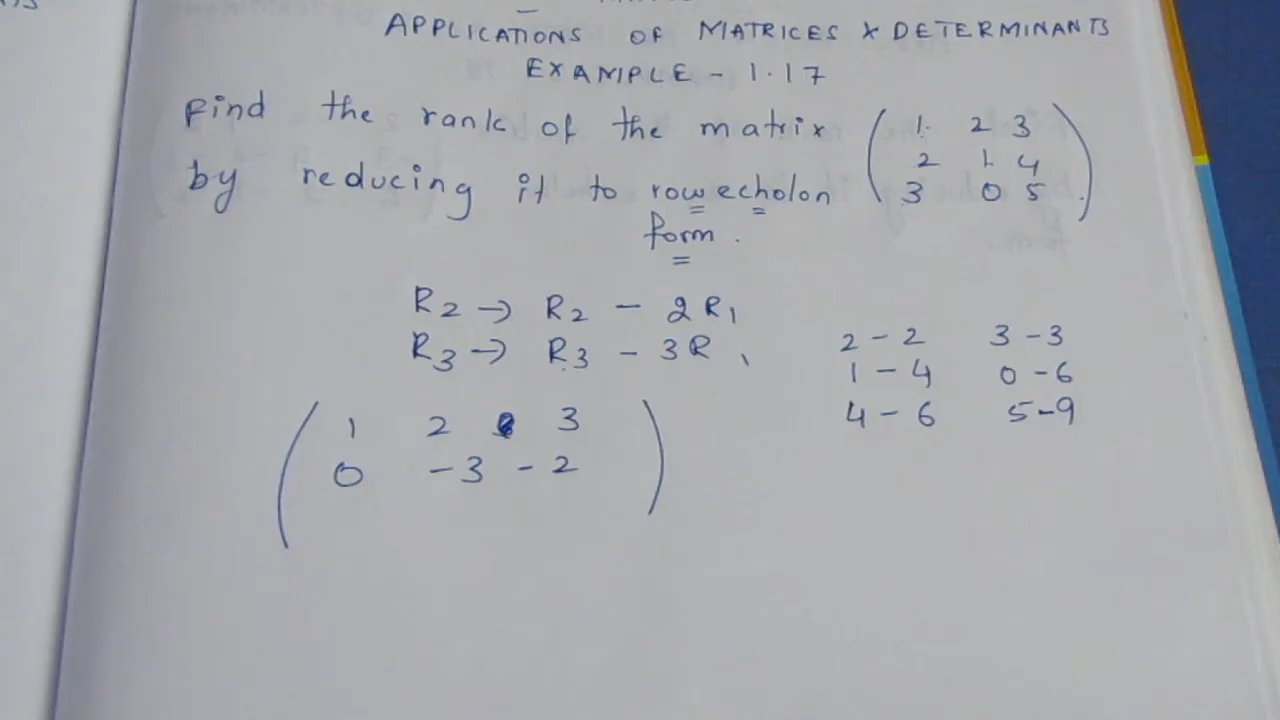 APPLICATIONS OF MATRICES & DETERMINANTS
EXAMPLE - 1.17
Find the rank of the matrix
by reducing it to row echolon
form.
( 1 2 3
2 1 4
3 0 5 )
R2 → R2 - 2R1
R3 → R3 - 3R1
2 - 2 3 - 3
1 - 4 0 - 6
4 - 6 5 - 9
( 1 2 3
0 -3 -2 )